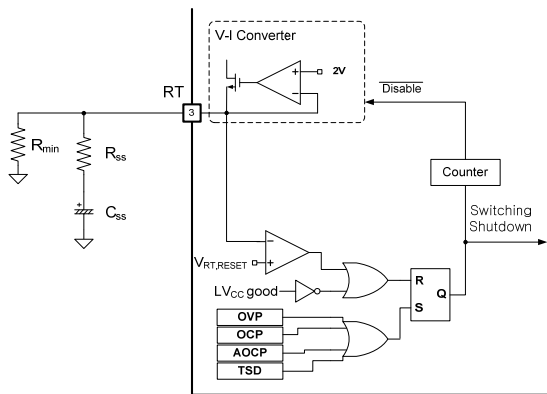 V-I Converter
+ 2V
−
RT
3
Disable
R_min
R_ss
+
C_ss
Counter
Switching
Shutdown
−
V_RT,RESET +
LV_CC good
R
Q
S
OVP
OCP
AOCP
TSD